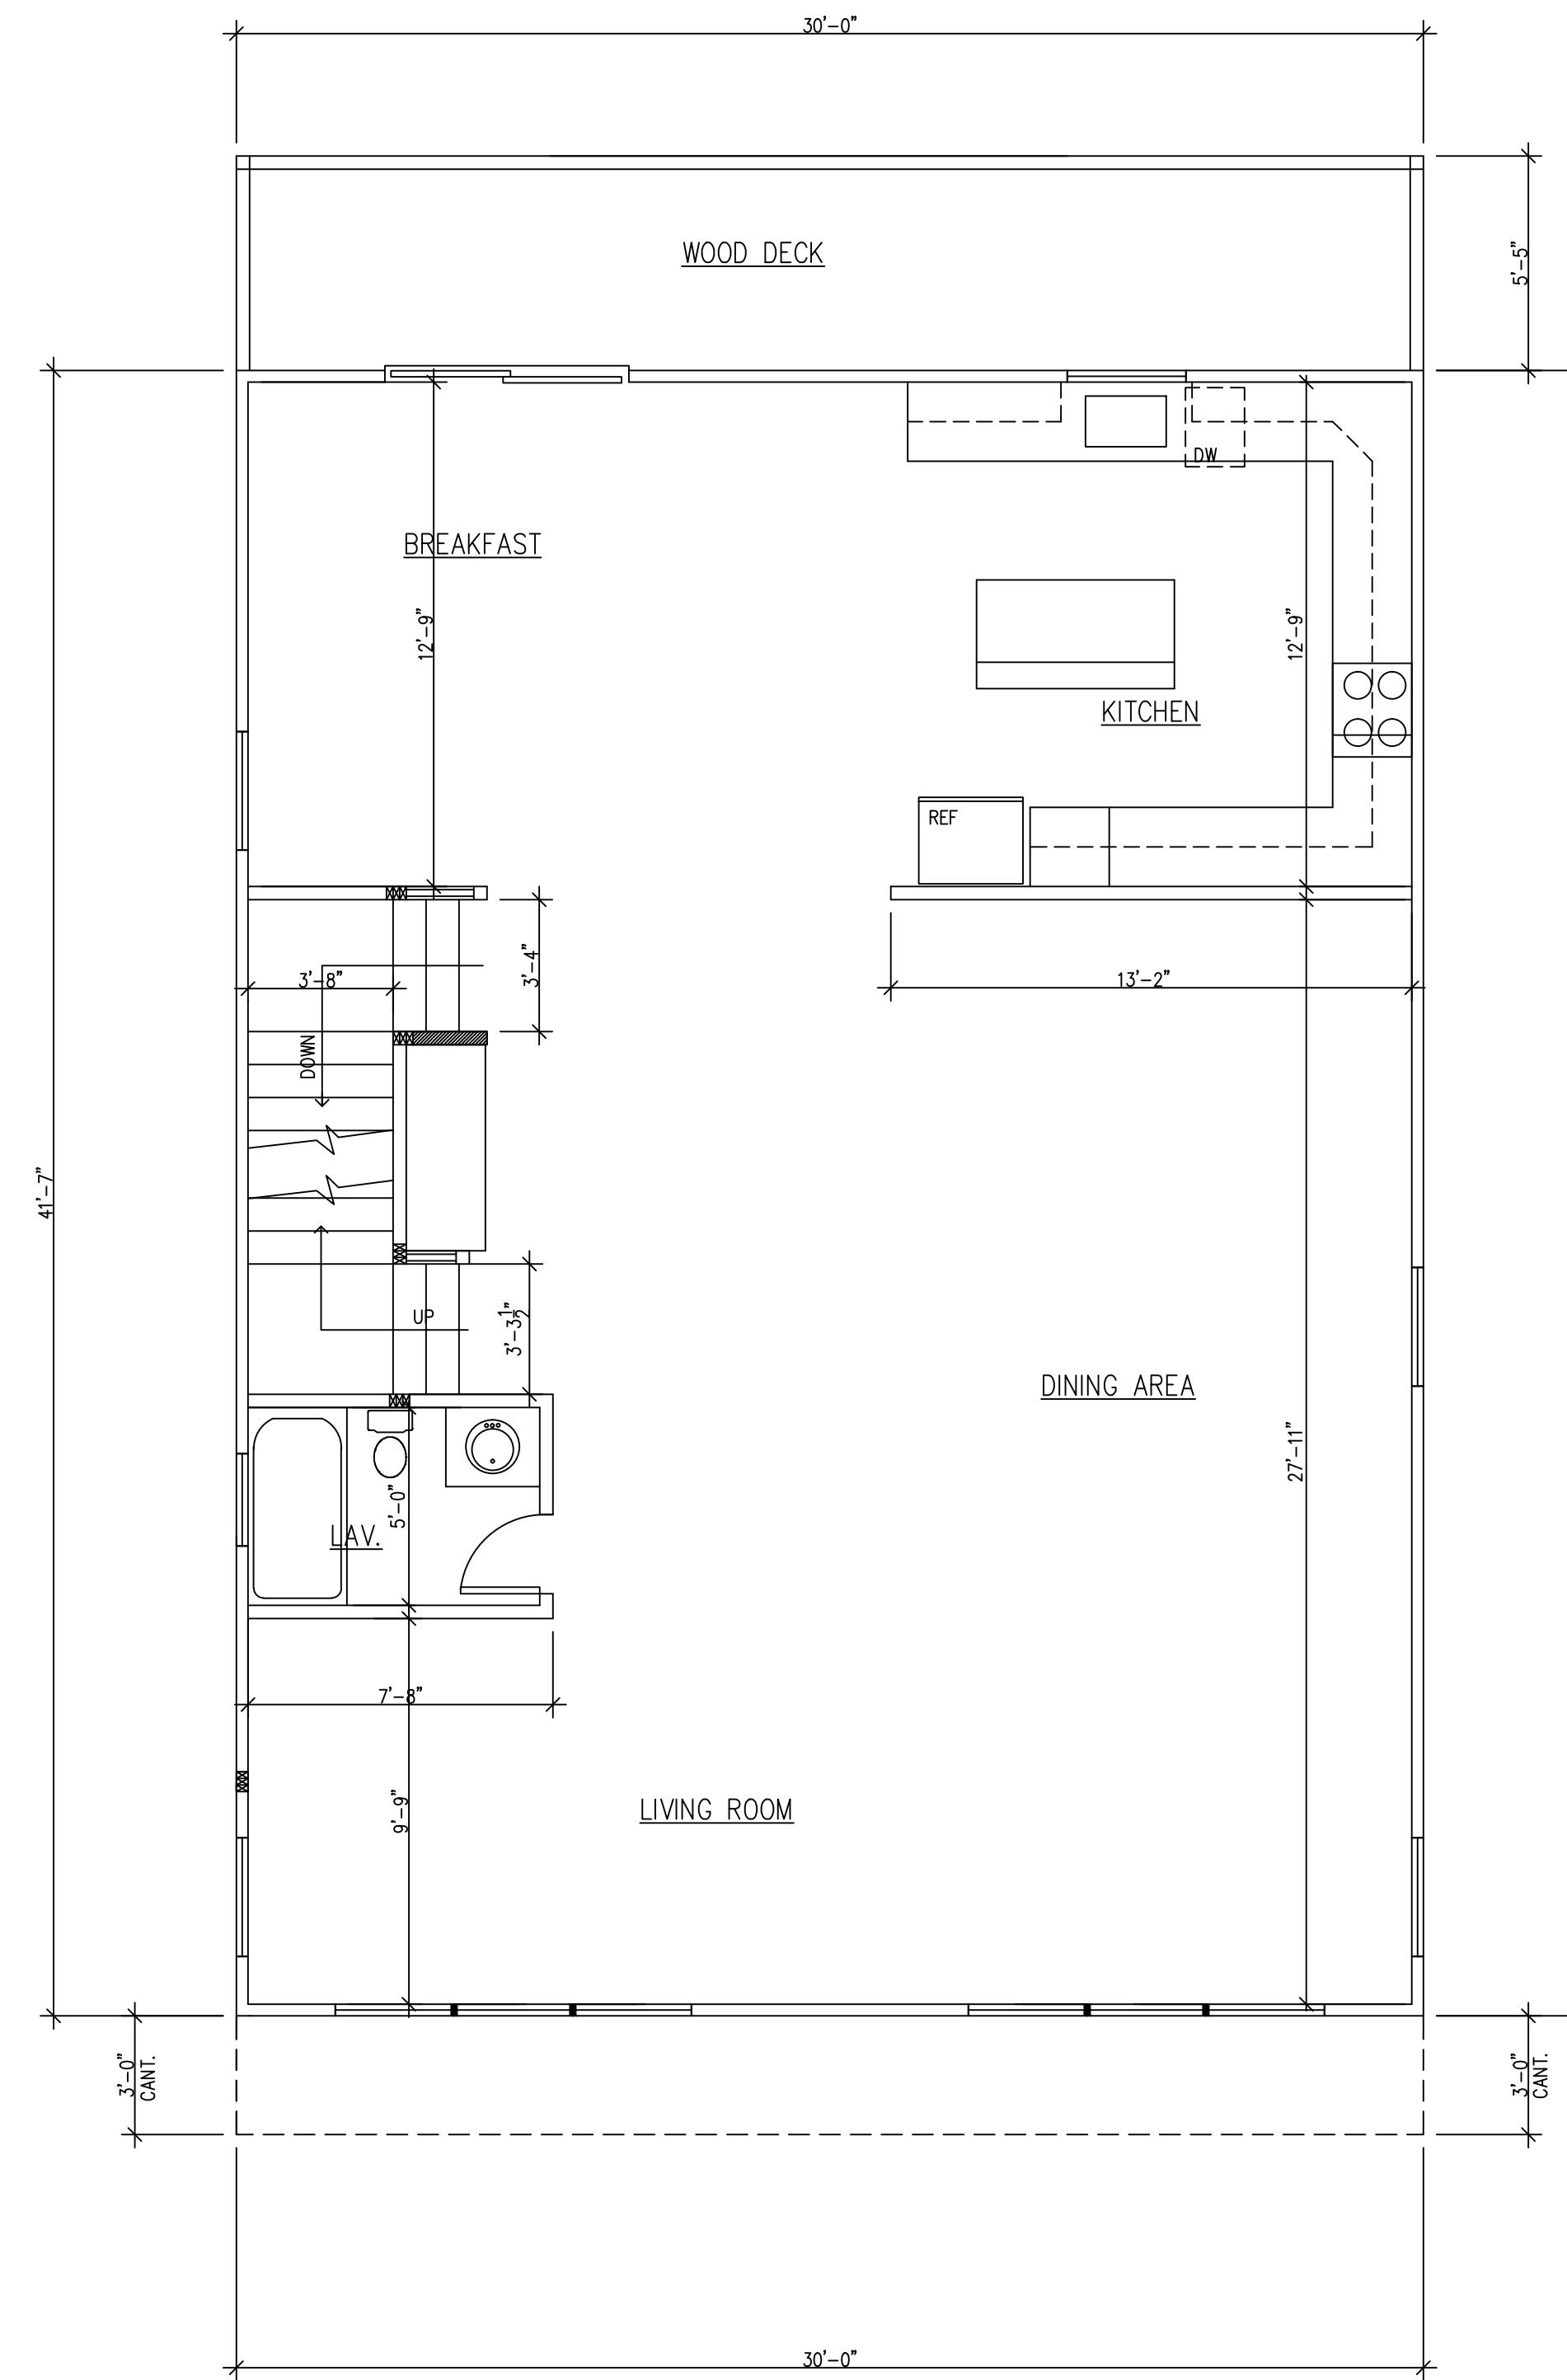 30'-0"
WOOD DECK
5'-5"
DW
BREAKFAST
12'-9"
12'-9"
KITCHEN
REF
3'-4"
3'-8"
13'-2"
DOWN
41'-7"
UP
3'-3 1/2"
DINING AREA
27'-11"
5'-0"
LAV.
7'-8"
9'-9"
LIVING ROOM
3'-0"
CANT.
3'-0"
CANT.
30'-0"